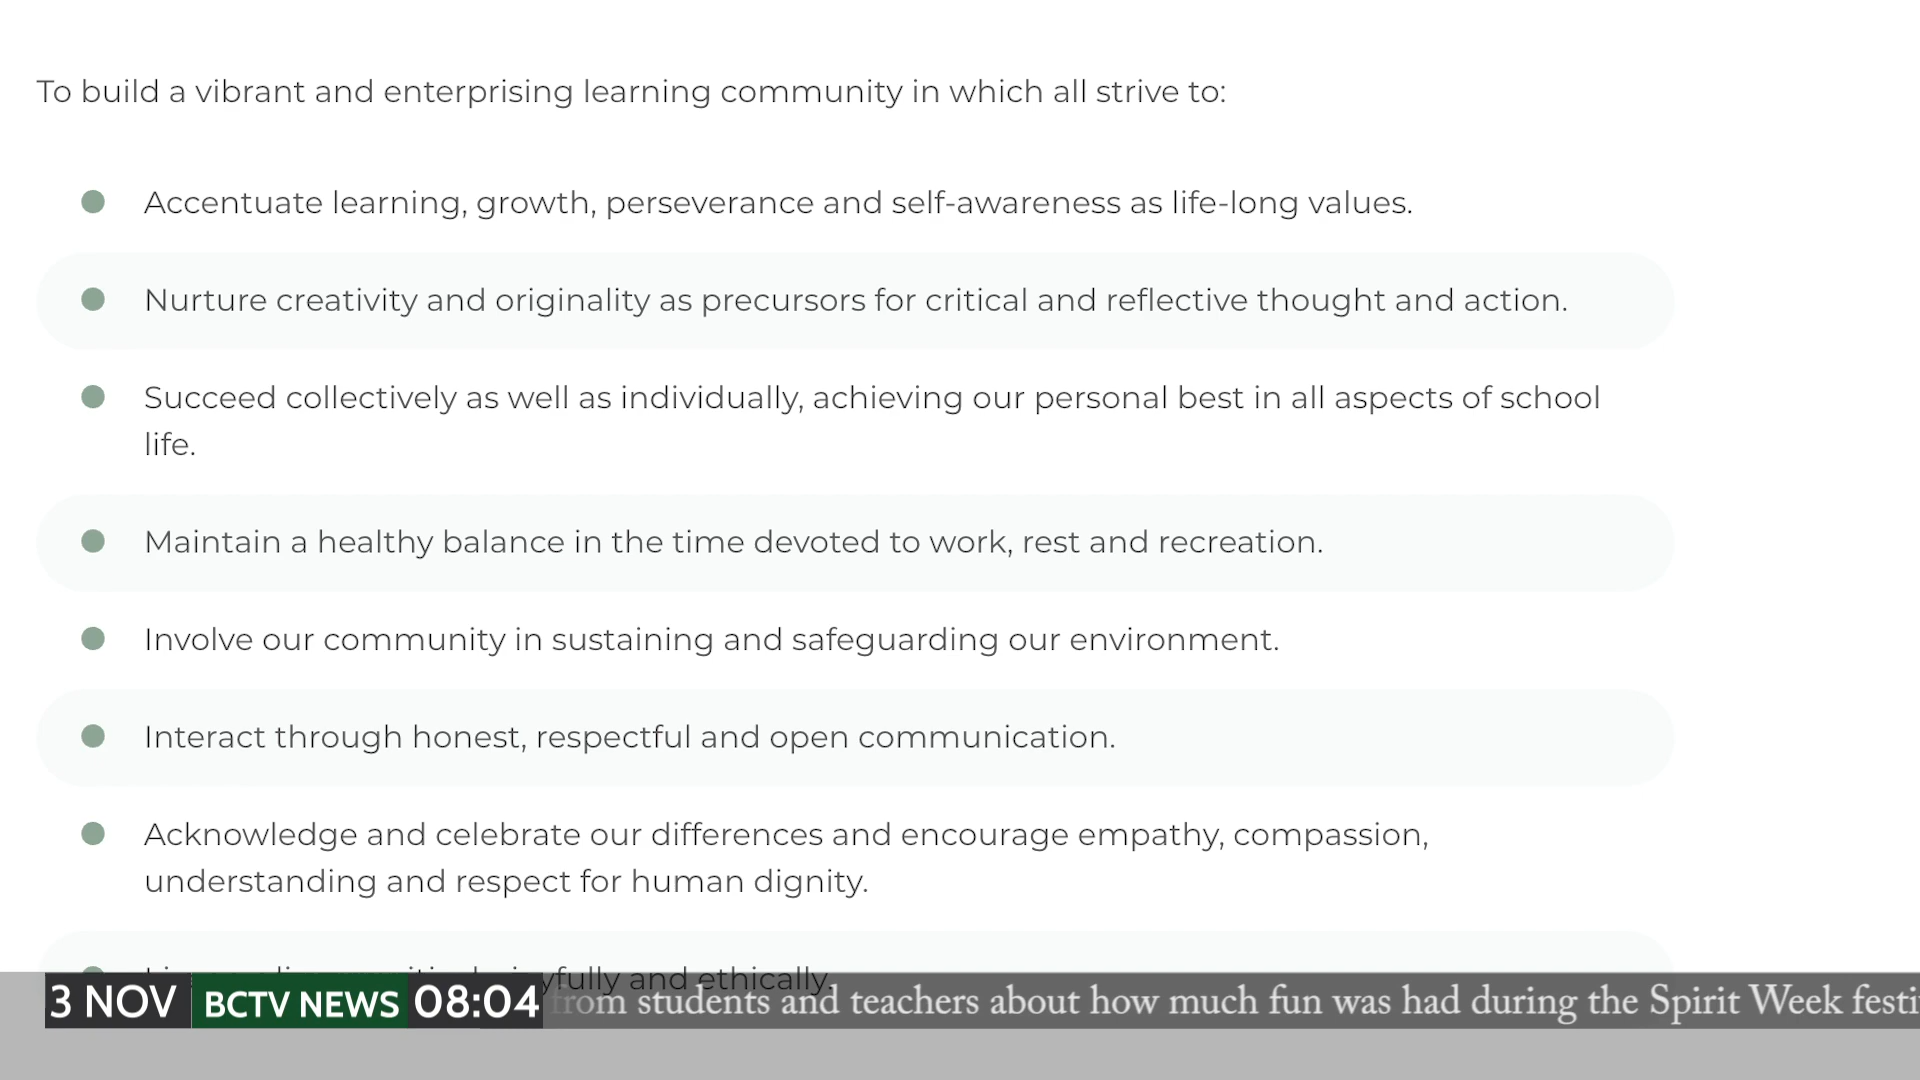 To build a vibrant and enterprising learning community in which all strive to:
Accentuate learning, growth, perseverance and self-awareness as life-long values.
Nurture creativity and originality as precursors for critical and reflective thought and action.
Succeed collectively as well as individually, achieving our personal best in all aspects of school
life.
Maintain a healthy balance in the time devoted to work, rest and recreation.
Involve our community in sustaining and safeguarding our environment.
Interact through honest, respectful and open communication.
Acknowledge and celebrate our differences and encourage empathy, compassion,
understanding and respect for human dignity.
and ethically.
3 NOV BCTV NEWS 08:04 from students and teachers about how much fun was had during the Spirit Week festi